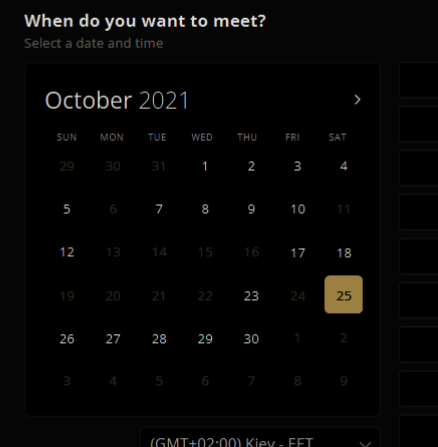 When do you want to meet?
Select a date and time
October 2021
SUN MON TUE WED THU FRI SAT
29 30 31 1 2 3 4
5 6 7 8 9 10 11
12 13 14 15 16 17 18
19 20 21 22 23 24 25
26 27 28 29 30 1 2
3 4 5 6 7 8 9
(GMT+02:00) Kiev - EET